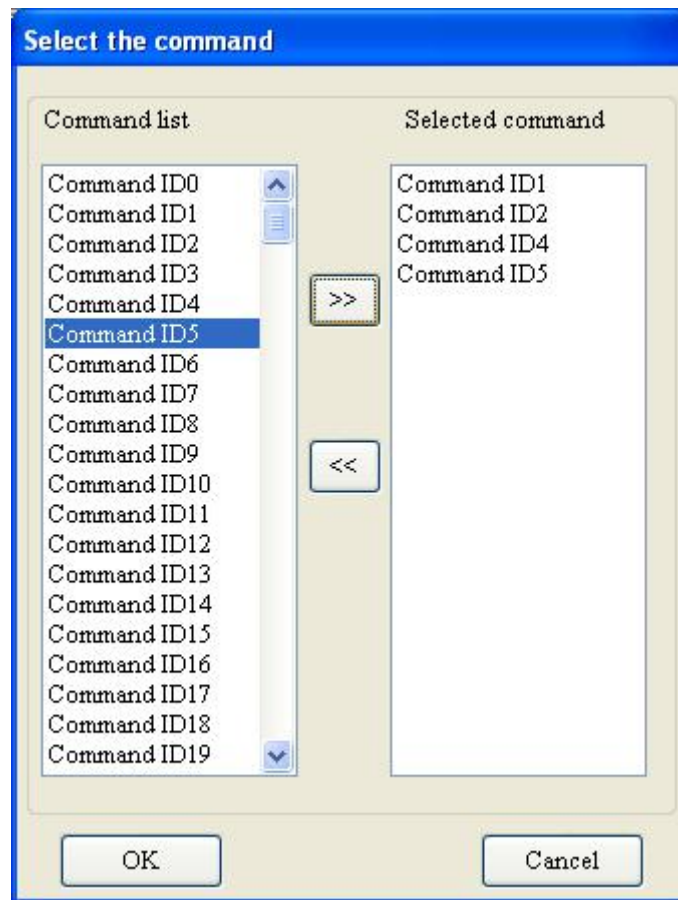 Select the command
Command list
Selected command
Command ID0
Command ID1
Command ID2
Command ID3
Command ID4
Command ID5
Command ID6
Command ID7
Command ID8
Command ID9
Command ID10
Command ID11
Command ID12
Command ID13
Command ID14
Command ID15
Command ID16
Command ID17
Command ID18
Command ID19
>>
<<
Command ID1
Command ID2
Command ID4
Command ID5
OK
Cancel